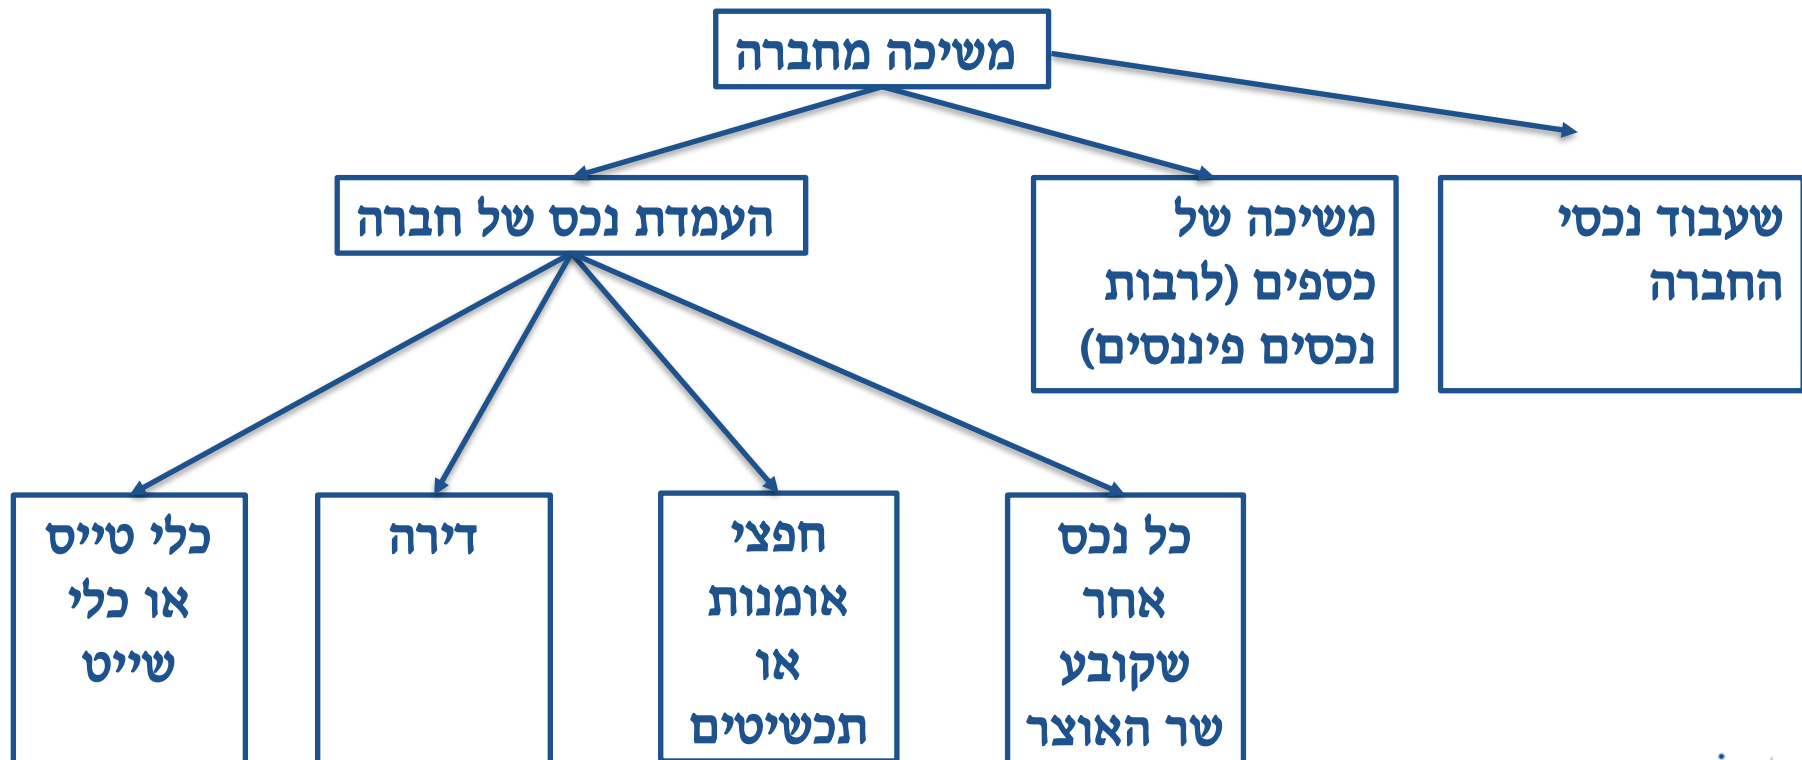 משיכה מחברה
שעבוד נכסי
החברה
משיכה של
כספים (לרבות
נכסים פיננסים)
העמדת נכס של חברה
כל נכס
אחר
שקובע
שר האוצר
חפצי
אומנות
או
תכשיטים
דירה
כלי טייס
או כלי
שייט